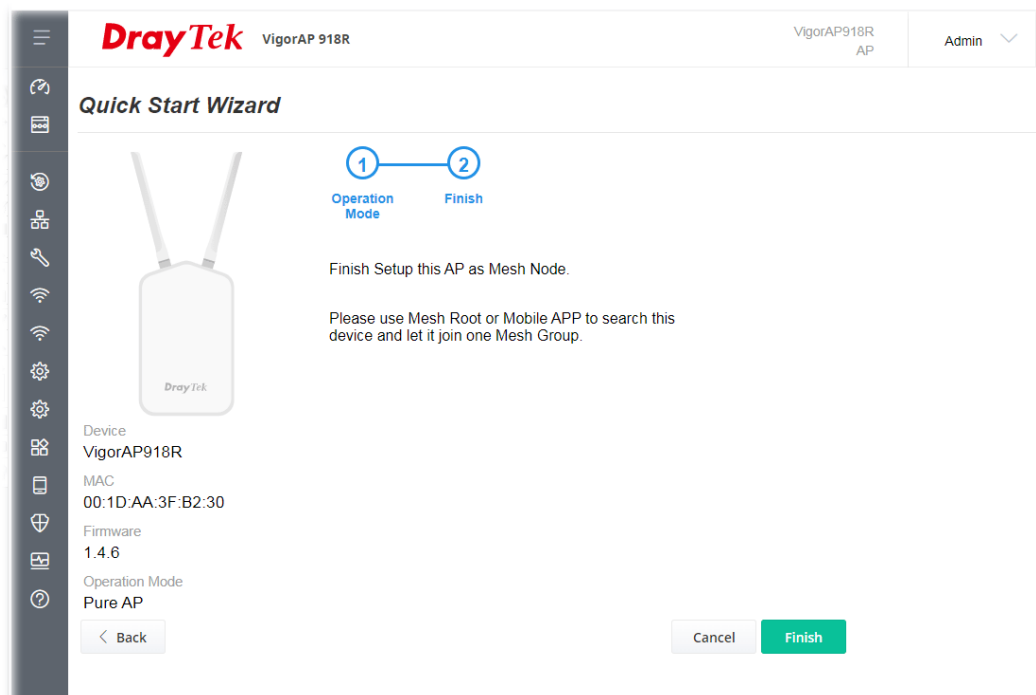 DrayTek VigorAP 918R
VigorAP918R
AP
Admin
Quick Start Wizard
1
2
Operation
Mode
Finish
Finish Setup this AP as Mesh Node.
Please use Mesh Root or Mobile APP to search this
device and let it join one Mesh Group.
DrayTek
Device
VigorAP918R
MAC
00:1D:AA:3F:B2:30
Firmware
1.4.6
Operation Mode
Pure AP
Back
Cancel
Finish